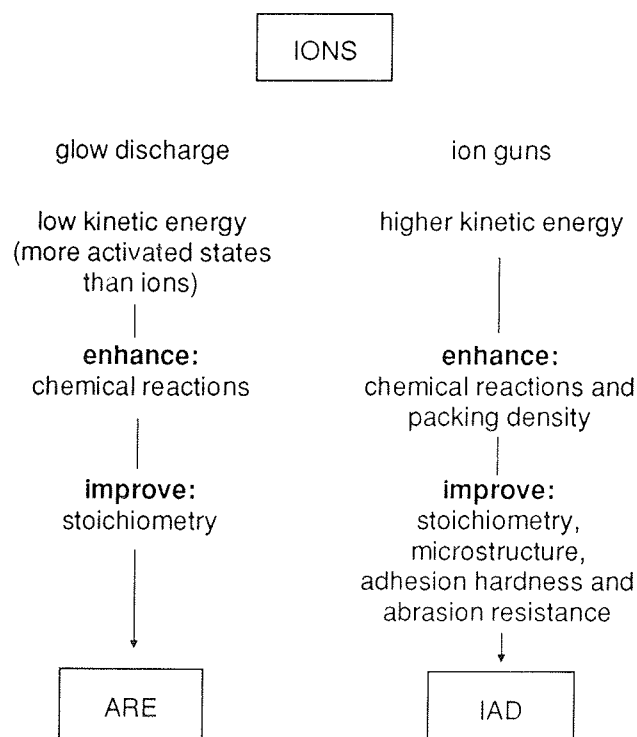 IONS
glow discharge
low kinetic energy
(more activated states
than ions)
enhance:
chemical reactions
improve:
stoichiometry
ARE
ion guns
higher kinetic energy
enhance:
chemical reactions and
packing density
improve:
stoichiometry,
microstructure,
adhesion hardness and
abrasion resistance
IAD